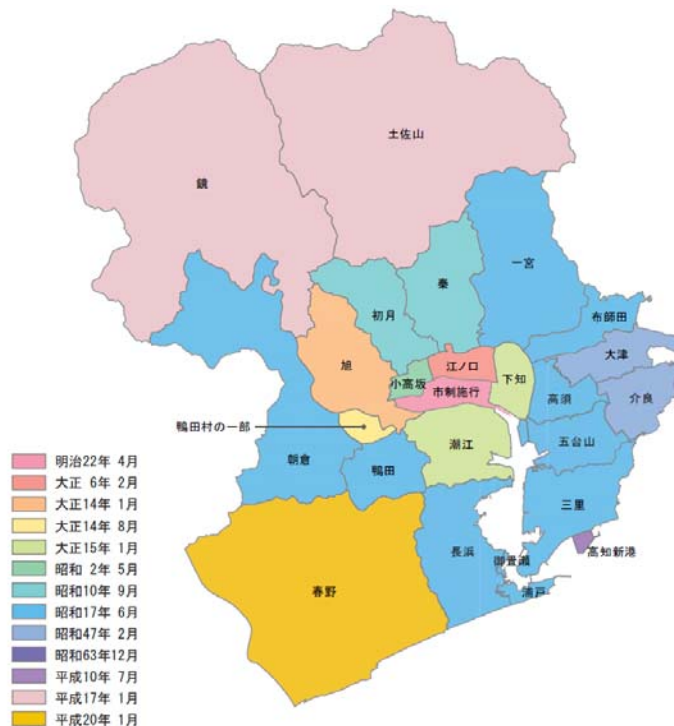 土佐山
鏡
一宮
秦
初月
布師田
大津
江ノ口
旭
下知
小高坂
市制施行
高須
介良
鴨田村の一部
潮江
五台山
朝倉
鴨田
三里
長浜
御畳瀬
高知新港
春野
浦戸
明治22年 4月
大正 6年 2月
大正14年 1月
大正14年 8月
大正15年 1月
昭和 2年 5月
昭和10年 9月
昭和17年 6月
昭和47年 2月
昭和63年12月
平成10年 7月
平成17年 1月
平成20年 1月